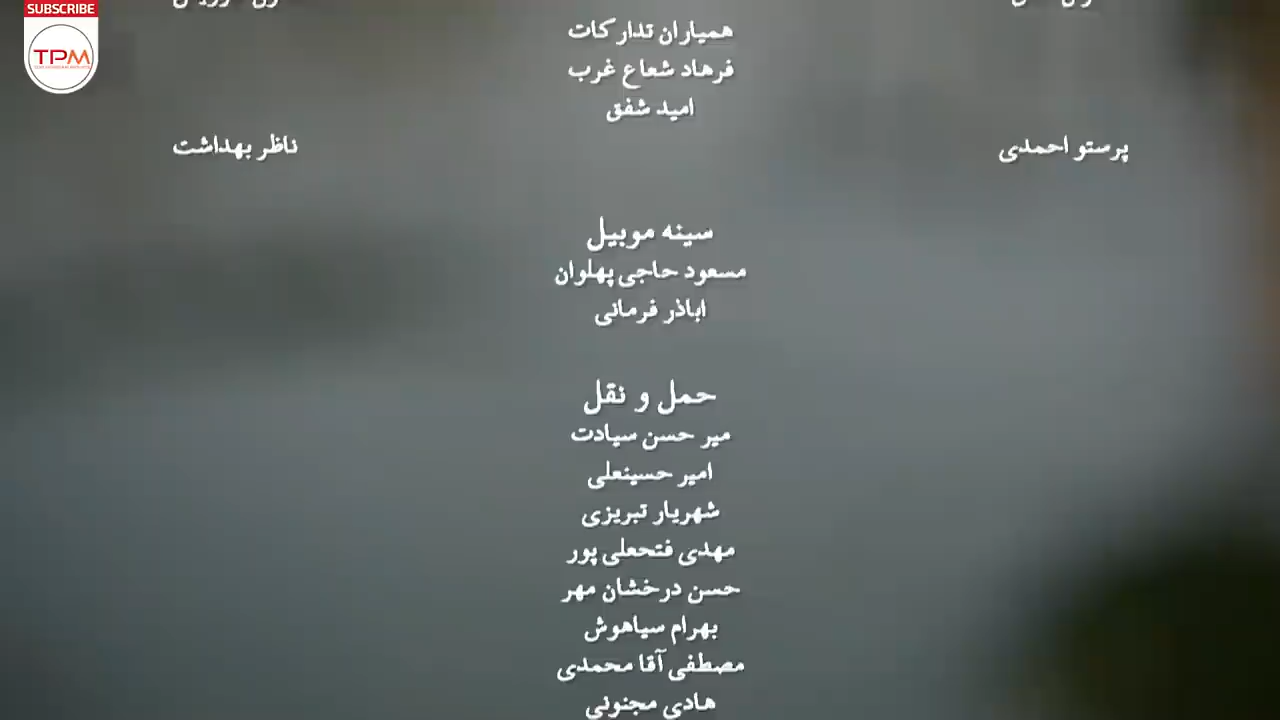 SUBSCRIBE
TPM
همیاران تدارکات
فرهاد شعاع غرب
امید شفق
پرستو احمدی
ناظر بهداشت
سینه موبیل
مسعود حاجی پهلوان
اباذر فرمانی
حمل و نقل
میر حسن سیادت
امیر حسینعلی
شهریار تبریزی
مهدی فتحعلی پور
حسن درخشان مهر
بهرام سیاهوش
مصطفی آقا محمدی
هادی مجنونی